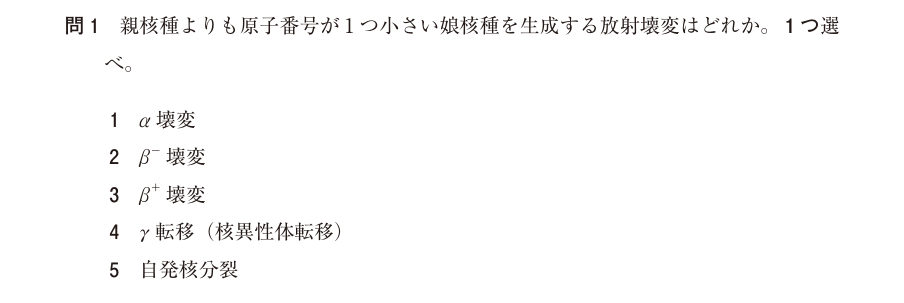 問1 親核種よりも原子番号が1つ小さい娘核種を生成する放射壊変はどれか。1つ選
べ。
1 α壊変
2 β⁻壊変
3 β⁺壊変
4 γ転移（核異性体転移）
5 自発核分裂